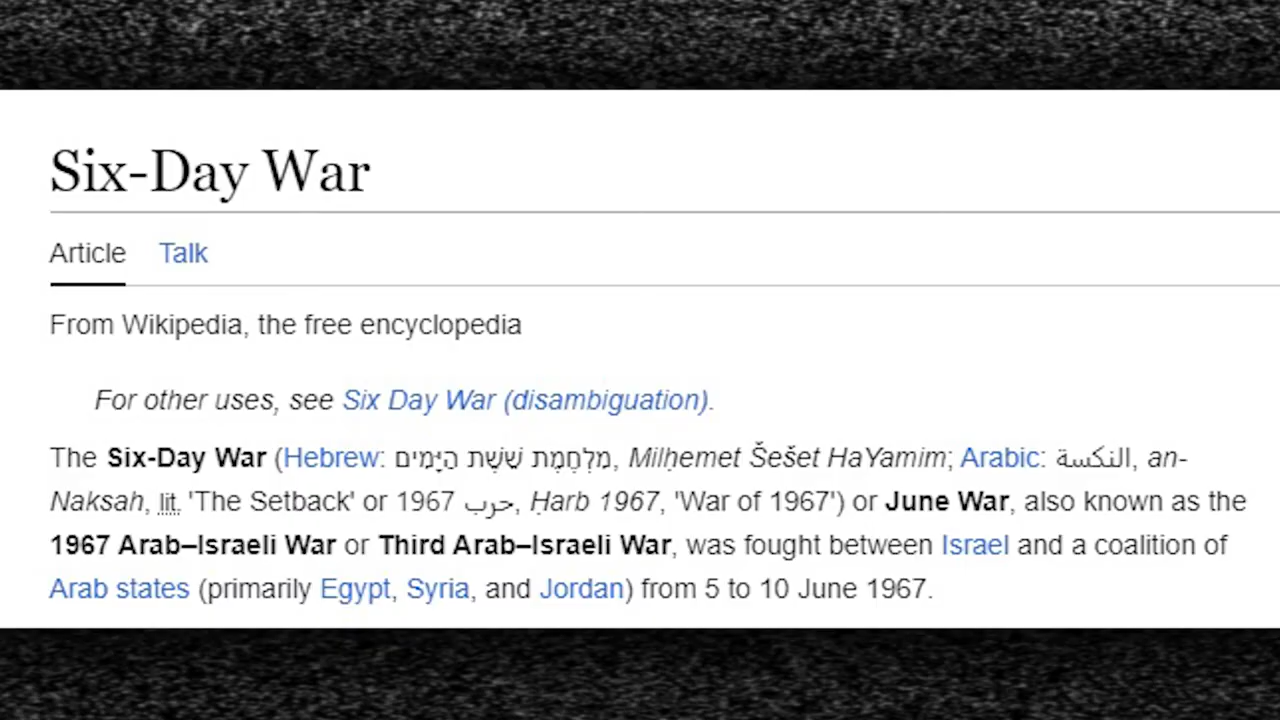 Six-Day War
Article Talk
From Wikipedia, the free encyclopedia
For other uses, see Six Day War (disambiguation).
The Six-Day War (Hebrew: מִלְחֶמֶת שֵׁשֶׁת הַיָּמִים, Milḥemet Šešet HaYamim; Arabic: النكسة, an-
Naksah, lit. 'The Setback' or 1967 حرب, Ḥarb 1967, 'War of 1967') or June War, also known as the
1967 Arab–Israeli War or Third Arab–Israeli War, was fought between Israel and a coalition of
Arab states (primarily Egypt, Syria, and Jordan) from 5 to 10 June 1967.